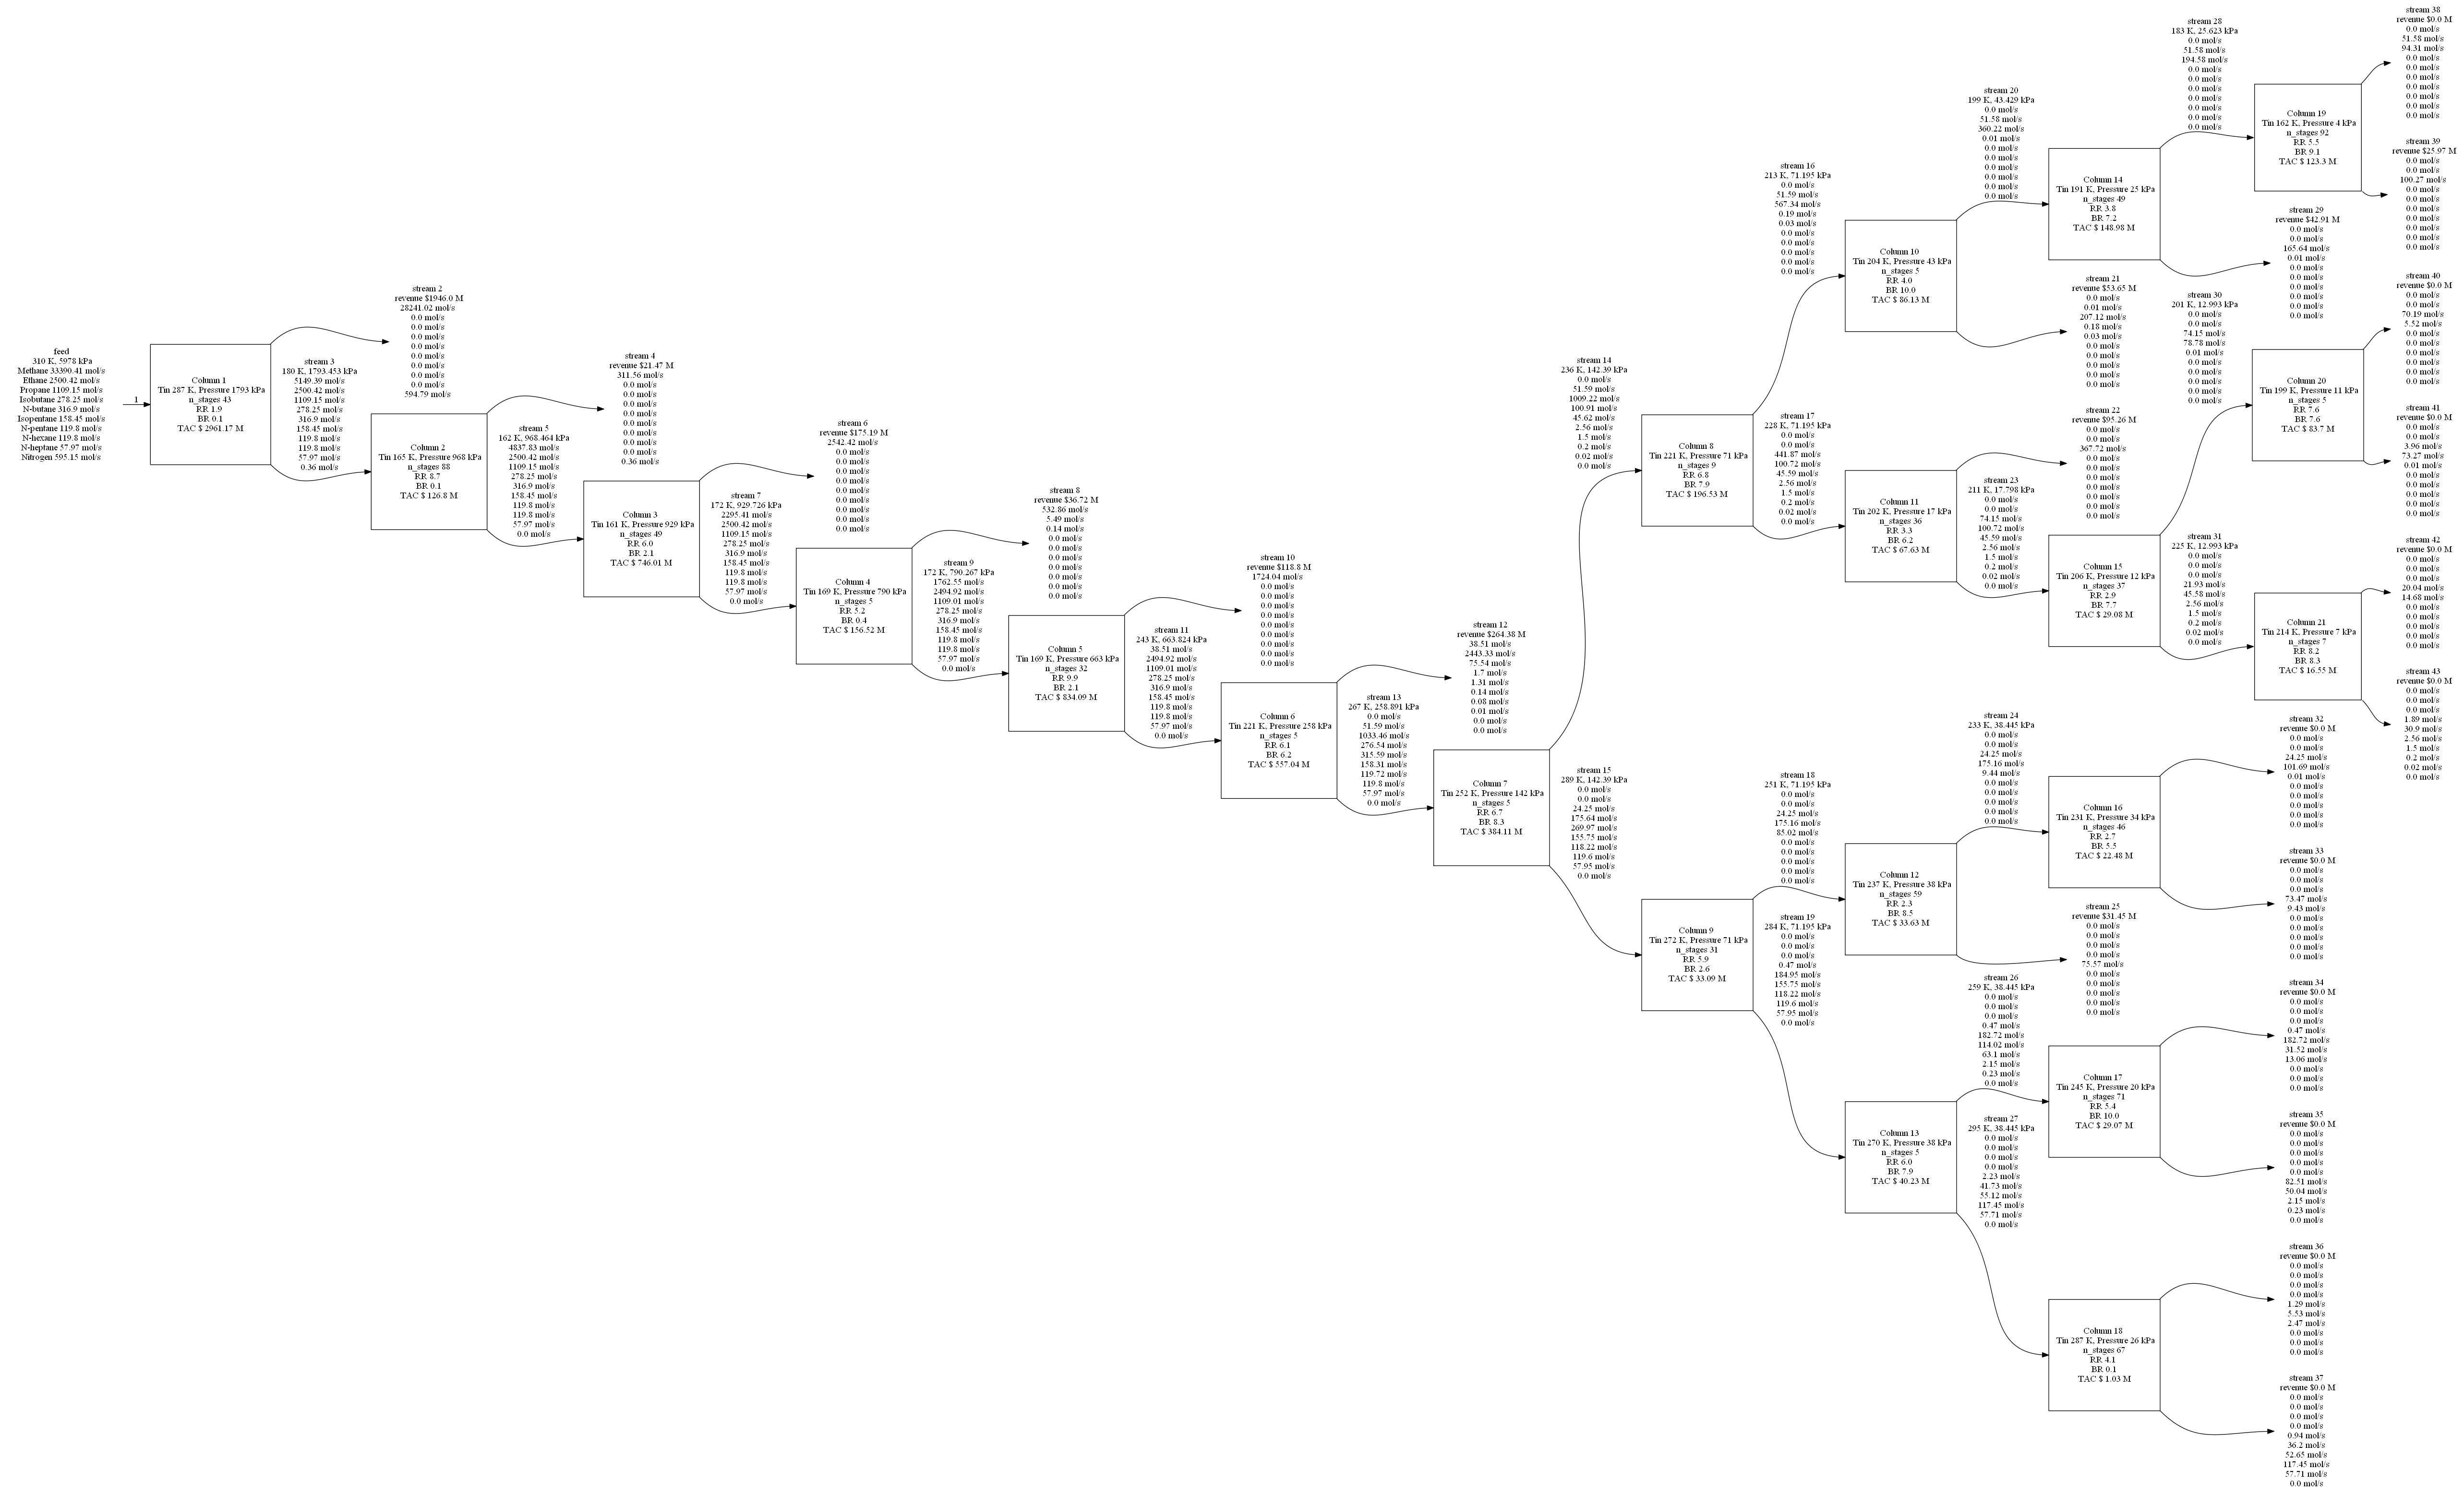 feed
310 K, 5978 kPa
Methane 33390.41 mol/s
Ethane 2500.42 mol/s
Propane 1109.15 mol/s
Isobutane 278.25 mol/s
N-butane 316.9 mol/s
Isopentane 158.45 mol/s
N-pentane 119.8 mol/s
N-hexane 119.8 mol/s
N-heptane 57.97 mol/s
Nitrogen 595.15 mol/s
1
Column 1
Tin 287 K, Pressure 1793 kPa
n_stages 43
RR 1.9
BR 0.1
TAC $ 2961.17 M
stream 2
revenue $1946.0 M
28241.02 mol/s
0.0 mol/s
0.0 mol/s
0.0 mol/s
0.0 mol/s
0.0 mol/s
0.0 mol/s
0.0 mol/s
0.0 mol/s
594.79 mol/s
stream 3
180 K, 1793.453 kPa
5149.39 mol/s
2500.42 mol/s
1109.15 mol/s
278.25 mol/s
316.9 mol/s
158.45 mol/s
119.8 mol/s
119.8 mol/s
57.97 mol/s
0.36 mol/s
Column 2
Tin 165 K, Pressure 968 kPa
n_stages 88
RR 8.7
BR 0.1
TAC $ 126.8 M
stream 4
revenue $21.47 M
311.56 mol/s
0.0 mol/s
0.0 mol/s
0.0 mol/s
0.0 mol/s
0.0 mol/s
0.0 mol/s
0.0 mol/s
0.0 mol/s
0.36 mol/s
stream 5
162 K, 968.464 kPa
4837.83 mol/s
2500.42 mol/s
1109.15 mol/s
278.25 mol/s
316.9 mol/s
158.45 mol/s
119.8 mol/s
119.8 mol/s
57.97 mol/s
0.0 mol/s
Column 3
Tin 161 K, Pressure 929 kPa
n_stages 49
RR 6.0
BR 2.1
TAC $ 746.01 M
stream 6
revenue $175.19 M
2542.42 mol/s
0.0 mol/s
0.0 mol/s
0.0 mol/s
0.0 mol/s
0.0 mol/s
0.0 mol/s
0.0 mol/s
0.0 mol/s
0.0 mol/s
stream 7
172 K, 929.726 kPa
2295.41 mol/s
2500.42 mol/s
1109.15 mol/s
278.25 mol/s
316.9 mol/s
158.45 mol/s
119.8 mol/s
119.8 mol/s
57.97 mol/s
0.0 mol/s
Column 4
Tin 169 K, Pressure 790 kPa
n_stages 5
RR 5.2
BR 0.4
TAC $ 156.52 M
stream 8
revenue $36.72 M
532.86 mol/s
5.49 mol/s
0.14 mol/s
0.0 mol/s
0.0 mol/s
0.0 mol/s
0.0 mol/s
0.0 mol/s
0.0 mol/s
0.0 mol/s
stream 9
172 K, 790.267 kPa
1762.55 mol/s
2494.92 mol/s
1109.01 mol/s
278.25 mol/s
316.9 mol/s
158.45 mol/s
119.8 mol/s
119.8 mol/s
57.97 mol/s
0.0 mol/s
Column 5
Tin 169 K, Pressure 663 kPa
n_stages 32
RR 9.9
BR 2.1
TAC $ 834.09 M
stream 10
revenue $118.8 M
1724.04 mol/s
0.0 mol/s
0.0 mol/s
0.0 mol/s
0.0 mol/s
0.0 mol/s
0.0 mol/s
0.0 mol/s
0.0 mol/s
0.0 mol/s
stream 11
243 K, 663.824 kPa
38.51 mol/s
2494.92 mol/s
1109.01 mol/s
278.25 mol/s
316.9 mol/s
158.45 mol/s
119.8 mol/s
119.8 mol/s
57.97 mol/s
0.0 mol/s
Column 6
Tin 221 K, Pressure 258 kPa
n_stages 5
RR 6.1
BR 6.2
TAC $ 557.04 M
stream 12
revenue $264.38 M
38.51 mol/s
2443.33 mol/s
75.54 mol/s
1.7 mol/s
1.31 mol/s
0.14 mol/s
0.08 mol/s
0.01 mol/s
0.0 mol/s
0.0 mol/s
stream 13
267 K, 258.891 kPa
0.0 mol/s
51.59 mol/s
1033.46 mol/s
276.54 mol/s
315.59 mol/s
158.31 mol/s
119.72 mol/s
119.8 mol/s
57.97 mol/s
0.0 mol/s
Column 7
Tin 252 K, Pressure 142 kPa
n_stages 5
RR 6.7
BR 8.3
TAC $ 384.11 M
stream 14
236 K, 142.39 kPa
0.0 mol/s
51.59 mol/s
1009.22 mol/s
100.91 mol/s
45.62 mol/s
2.56 mol/s
1.5 mol/s
0.2 mol/s
0.02 mol/s
0.0 mol/s
stream 15
289 K, 142.39 kPa
0.0 mol/s
0.0 mol/s
24.25 mol/s
175.64 mol/s
269.97 mol/s
155.75 mol/s
118.22 mol/s
119.6 mol/s
57.95 mol/s
0.0 mol/s
Column 8
Tin 221 K, Pressure 71 kPa
n_stages 9
RR 6.8
BR 7.9
TAC $ 196.53 M
stream 16
213 K, 71.195 kPa
0.0 mol/s
51.59 mol/s
567.34 mol/s
0.19 mol/s
0.03 mol/s
0.0 mol/s
0.0 mol/s
0.0 mol/s
0.0 mol/s
0.0 mol/s
stream 17
228 K, 71.195 kPa
0.0 mol/s
0.0 mol/s
441.87 mol/s
100.72 mol/s
45.59 mol/s
2.56 mol/s
1.5 mol/s
0.2 mol/s
0.02 mol/s
0.0 mol/s
Column 9
Tin 272 K, Pressure 71 kPa
n_stages 31
RR 5.9
BR 2.6
TAC $ 33.09 M
stream 18
251 K, 71.195 kPa
0.0 mol/s
0.0 mol/s
24.25 mol/s
175.16 mol/s
85.02 mol/s
0.0 mol/s
0.0 mol/s
0.0 mol/s
0.0 mol/s
0.0 mol/s
stream 19
284 K, 71.195 kPa
0.0 mol/s
0.0 mol/s
0.0 mol/s
0.47 mol/s
184.95 mol/s
155.75 mol/s
118.22 mol/s
119.6 mol/s
57.95 mol/s
0.0 mol/s
Column 10
Tin 204 K, Pressure 43 kPa
n_stages 5
RR 4.0
BR 10.0
TAC $ 86.13 M
stream 20
199 K, 43.429 kPa
0.0 mol/s
51.58 mol/s
360.22 mol/s
0.01 mol/s
0.0 mol/s
0.0 mol/s
0.0 mol/s
0.0 mol/s
0.0 mol/s
0.0 mol/s
stream 21
revenue $53.65 M
0.0 mol/s
0.01 mol/s
207.12 mol/s
0.18 mol/s
0.03 mol/s
0.0 mol/s
0.0 mol/s
0.0 mol/s
0.0 mol/s
0.0 mol/s
Column 11
Tin 202 K, Pressure 17 kPa
n_stages 36
RR 3.3
BR 6.2
TAC $ 67.63 M
stream 22
revenue $95.26 M
0.0 mol/s
0.0 mol/s
367.72 mol/s
0.0 mol/s
0.0 mol/s
0.0 mol/s
0.0 mol/s
0.0 mol/s
0.0 mol/s
0.0 mol/s
stream 23
211 K, 17.798 kPa
0.0 mol/s
0.0 mol/s
74.15 mol/s
100.72 mol/s
45.59 mol/s
2.56 mol/s
1.5 mol/s
0.2 mol/s
0.02 mol/s
0.0 mol/s
Column 12
Tin 237 K, Pressure 38 kPa
n_stages 59
RR 2.3
BR 8.5
TAC $ 33.63 M
stream 24
233 K, 38.445 kPa
0.0 mol/s
0.0 mol/s
24.25 mol/s
175.16 mol/s
9.44 mol/s
0.0 mol/s
0.0 mol/s
0.0 mol/s
0.0 mol/s
0.0 mol/s
stream 25
revenue $31.45 M
0.0 mol/s
0.0 mol/s
0.0 mol/s
0.0 mol/s
75.57 mol/s
0.0 mol/s
0.0 mol/s
0.0 mol/s
0.0 mol/s
0.0 mol/s
Column 13
Tin 270 K, Pressure 38 kPa
n_stages 5
RR 6.0
BR 7.9
TAC $ 40.23 M
stream 26
259 K, 38.445 kPa
0.0 mol/s
0.0 mol/s
0.0 mol/s
0.47 mol/s
182.72 mol/s
114.02 mol/s
63.1 mol/s
2.15 mol/s
0.23 mol/s
0.0 mol/s
stream 27
295 K, 38.445 kPa
0.0 mol/s
0.0 mol/s
0.0 mol/s
0.0 mol/s
2.23 mol/s
41.73 mol/s
55.12 mol/s
117.45 mol/s
57.71 mol/s
0.0 mol/s
Column 14
Tin 191 K, Pressure 25 kPa
n_stages 49
RR 3.8
BR 7.2
TAC $ 148.98 M
stream 28
183 K, 25.623 kPa
0.0 mol/s
51.58 mol/s
194.58 mol/s
0.0 mol/s
0.0 mol/s
0.0 mol/s
0.0 mol/s
0.0 mol/s
0.0 mol/s
0.0 mol/s
stream 29
revenue $42.91 M
0.0 mol/s
0.0 mol/s
165.64 mol/s
0.01 mol/s
0.0 mol/s
0.0 mol/s
0.0 mol/s
0.0 mol/s
0.0 mol/s
0.0 mol/s
Column 15
Tin 206 K, Pressure 12 kPa
n_stages 37
RR 2.9
BR 7.7
TAC $ 29.08 M
stream 30
201 K, 12.993 kPa
0.0 mol/s
0.0 mol/s
74.15 mol/s
78.78 mol/s
0.01 mol/s
0.0 mol/s
0.0 mol/s
0.0 mol/s
0.0 mol/s
0.0 mol/s
stream 31
225 K, 12.993 kPa
0.0 mol/s
0.0 mol/s
0.0 mol/s
21.93 mol/s
45.58 mol/s
2.56 mol/s
1.5 mol/s
0.2 mol/s
0.02 mol/s
0.0 mol/s
Column 16
Tin 231 K, Pressure 34 kPa
n_stages 46
RR 2.7
BR 5.5
TAC $ 22.48 M
stream 32
revenue $0.0 M
0.0 mol/s
0.0 mol/s
24.25 mol/s
101.69 mol/s
0.01 mol/s
0.0 mol/s
0.0 mol/s
0.0 mol/s
0.0 mol/s
0.0 mol/s
stream 33
revenue $0.0 M
0.0 mol/s
0.0 mol/s
0.0 mol/s
73.47 mol/s
9.43 mol/s
0.0 mol/s
0.0 mol/s
0.0 mol/s
0.0 mol/s
0.0 mol/s
Column 17
Tin 245 K, Pressure 20 kPa
n_stages 71
RR 5.4
BR 10.0
TAC $ 29.07 M
stream 34
revenue $0.0 M
0.0 mol/s
0.0 mol/s
0.0 mol/s
0.47 mol/s
182.72 mol/s
31.52 mol/s
13.06 mol/s
0.0 mol/s
0.0 mol/s
0.0 mol/s
stream 35
revenue $0.0 M
0.0 mol/s
0.0 mol/s
0.0 mol/s
0.0 mol/s
0.0 mol/s
82.51 mol/s
50.04 mol/s
2.15 mol/s
0.23 mol/s
0.0 mol/s
Column 18
Tin 287 K, Pressure 26 kPa
n_stages 67
RR 4.1
BR 0.1
TAC $ 1.03 M
stream 36
revenue $0.0 M
0.0 mol/s
0.0 mol/s
0.0 mol/s
0.0 mol/s
1.29 mol/s
5.53 mol/s
2.47 mol/s
0.0 mol/s
0.0 mol/s
0.0 mol/s
stream 37
revenue $0.0 M
0.0 mol/s
0.0 mol/s
0.0 mol/s
0.0 mol/s
0.94 mol/s
36.2 mol/s
52.65 mol/s
117.45 mol/s
57.71 mol/s
0.0 mol/s
Column 19
Tin 162 K, Pressure 4 kPa
n_stages 92
RR 5.5
BR 9.1
TAC $ 123.3 M
stream 38
revenue $0.0 M
0.0 mol/s
51.58 mol/s
94.31 mol/s
0.0 mol/s
0.0 mol/s
0.0 mol/s
0.0 mol/s
0.0 mol/s
0.0 mol/s
0.0 mol/s
stream 39
revenue $25.97 M
0.0 mol/s
0.0 mol/s
100.27 mol/s
0.0 mol/s
0.0 mol/s
0.0 mol/s
0.0 mol/s
0.0 mol/s
0.0 mol/s
0.0 mol/s
Column 20
Tin 199 K, Pressure 11 kPa
n_stages 5
RR 7.6
BR 7.6
TAC $ 83.7 M
stream 40
revenue $0.0 M
0.0 mol/s
0.0 mol/s
70.19 mol/s
5.52 mol/s
0.0 mol/s
0.0 mol/s
0.0 mol/s
0.0 mol/s
0.0 mol/s
0.0 mol/s
stream 41
revenue $0.0 M
0.0 mol/s
0.0 mol/s
3.96 mol/s
73.27 mol/s
0.01 mol/s
0.0 mol/s
0.0 mol/s
0.0 mol/s
0.0 mol/s
0.0 mol/s
Column 21
Tin 214 K, Pressure 7 kPa
n_stages 7
RR 8.2
BR 8.3
TAC $ 16.55 M
stream 42
revenue $0.0 M
0.0 mol/s
0.0 mol/s
0.0 mol/s
20.04 mol/s
14.68 mol/s
0.0 mol/s
0.0 mol/s
0.0 mol/s
0.0 mol/s
0.0 mol/s
stream 43
revenue $0.0 M
0.0 mol/s
0.0 mol/s
0.0 mol/s
1.89 mol/s
30.9 mol/s
2.56 mol/s
1.5 mol/s
0.2 mol/s
0.02 mol/s
0.0 mol/s